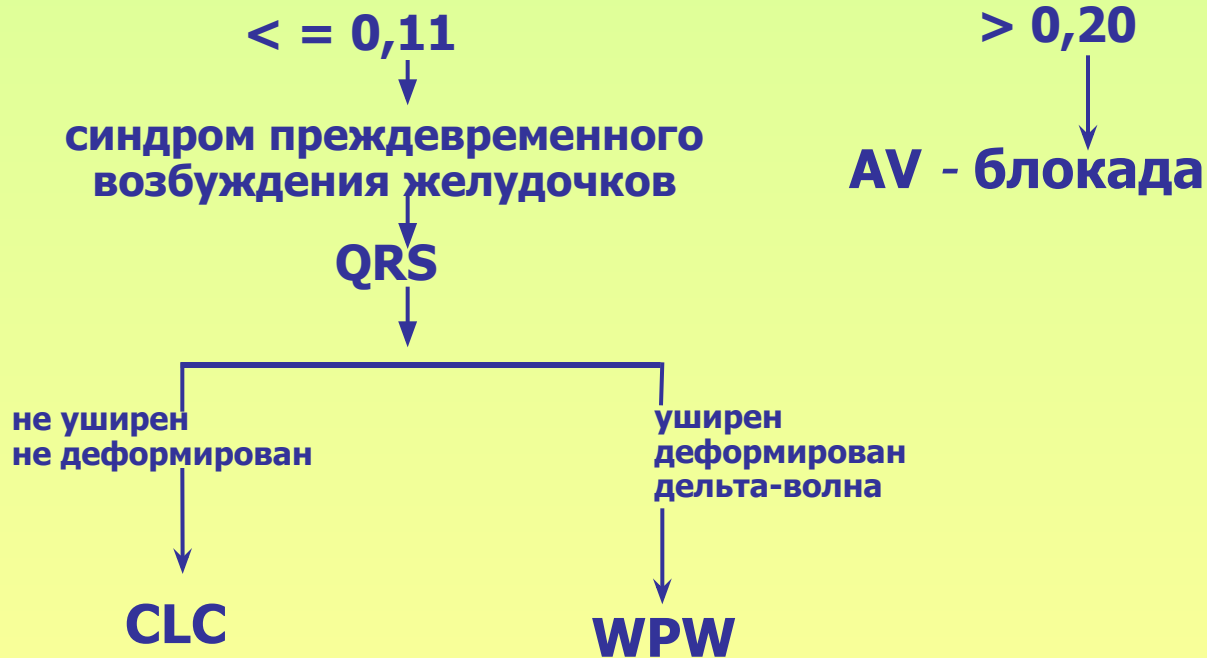 < = 0,11
> 0,20
синдром преждевременного
возбуждения желудочков
AV - блокада
QRS
не уширен
не деформирован
уширен
деформирован
дельта-волна
CLC
WPW